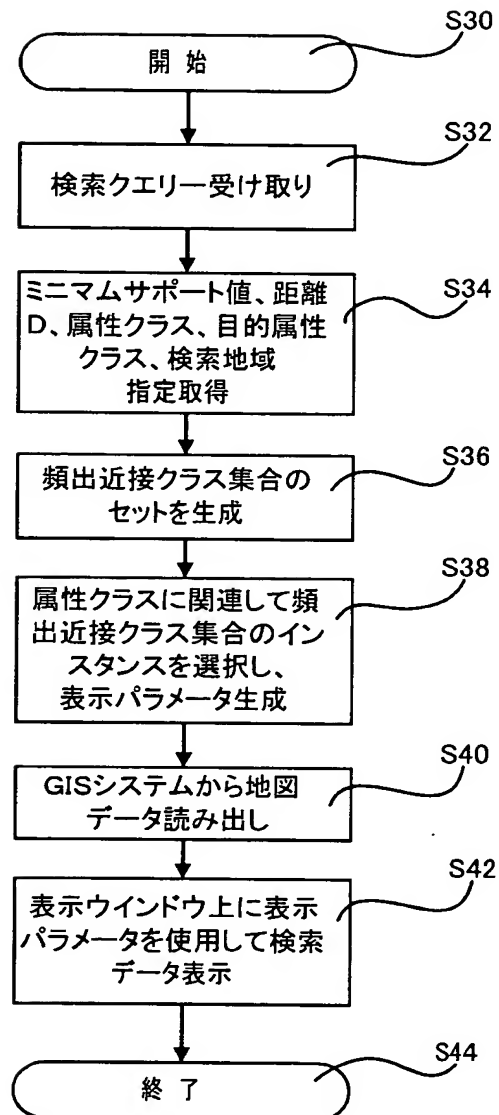 S30
開 始
S32
検索クエリー受け取り
S34
ミニマムサポート値、距離
D、属性クラス、目的属性
クラス、検索地域
指定取得
S36
頻出近接クラス集合の
セットを生成
S38
属性クラスに関連して頻
出近接クラス集合のイン
スタンスを選択し、
表示パラメータ生成
S40
GISシステムから地図
データ読み出し
S42
表示ウインドウ上に表示
パラメータを使用して検索
データ表示
S44
終 了